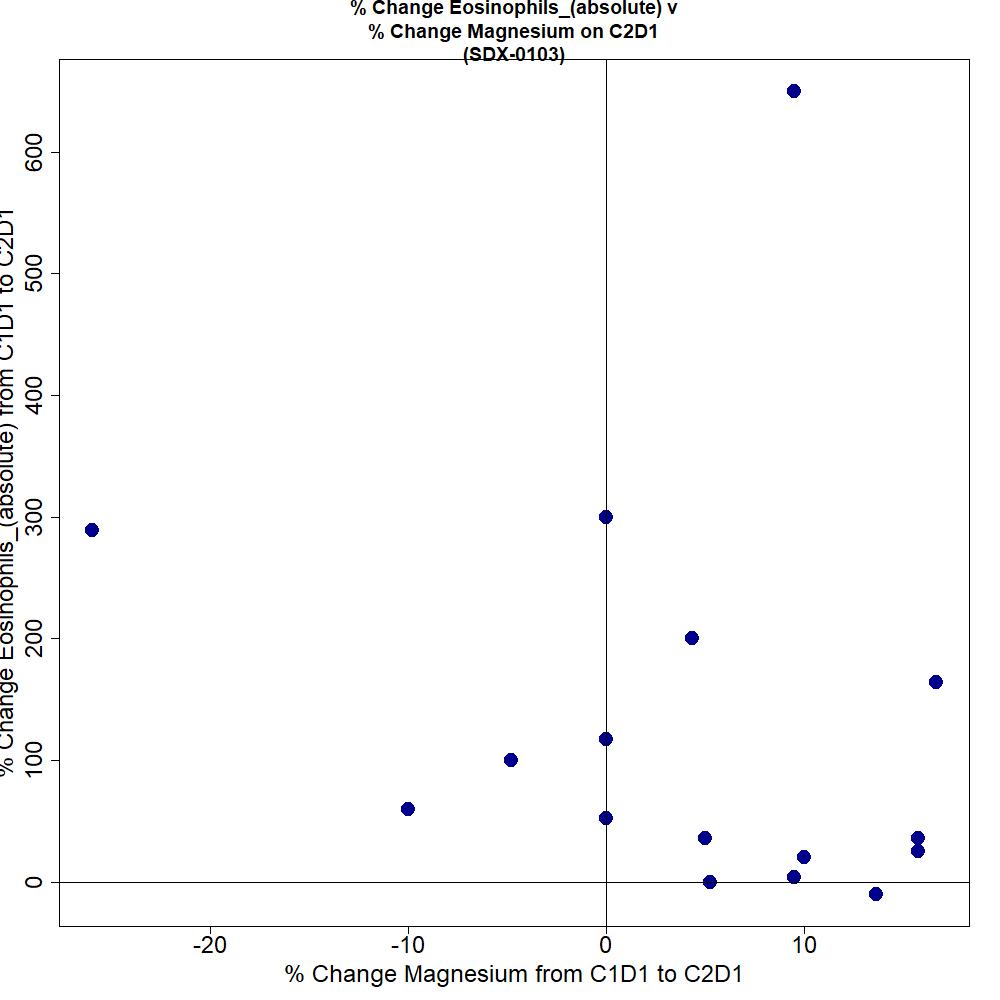 % Change Eosinophils_(absolute) v
% Change Magnesium on C2D1
(SDX-0103)
% Change Eosinophils_(absolute) from C1D1 to C2D1
600
500
400
300
200
100
0
-20
-10
0
10
% Change Magnesium from C1D1 to C2D1